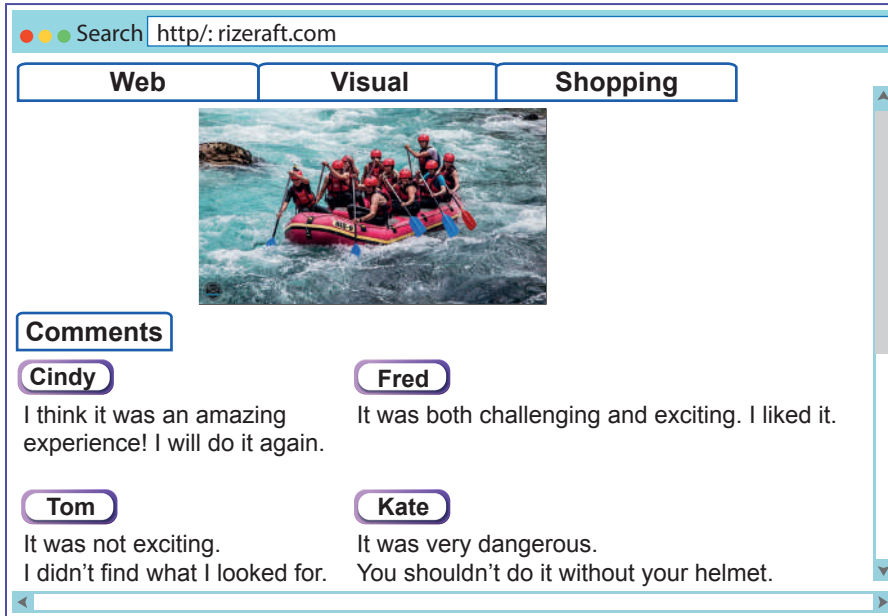 Search http/: rizeraft.com
Web Visual Shopping
Comments
Cindy
I think it was an amazing
experience! I will do it again.
Fred
It was both challenging and exciting. I liked it.
Tom
It was not exciting.
I didn’t find what I looked for.
Kate
It was very dangerous.
You shouldn’t do it without your helmet.